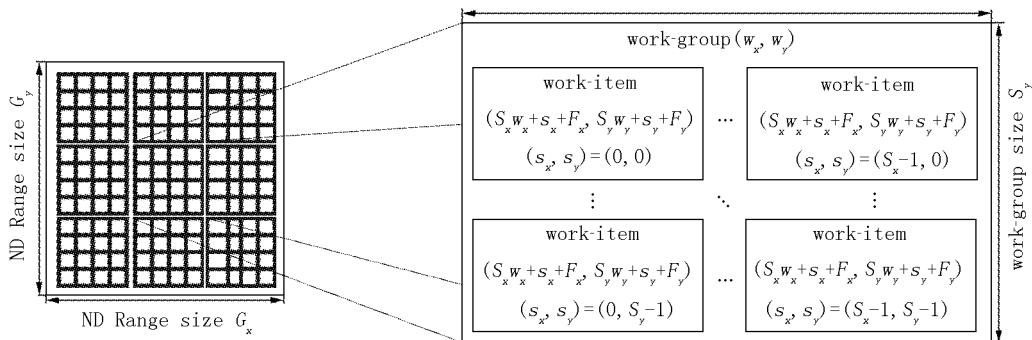 work-group(w_x, w_y)
work-item
(S_x w_x+s_x+F_x, S_y w_y+s_y+F_y)
(s_x, s_y)=(0, 0)
...
work-item
(S_x w_x+s_x+F_x, S_y w_y+s_y+F_y)
(s_x, s_y)=(S_x-1, 0)
work-item
(S_x w_x+s_x+F_x, S_y w_y+s_y+F_y)
(s_x, s_y)=(0, S_y-1)
...
work-item
(S_x w_x+s_x+F_x, S_y w_y+s_y+F_y)
(s_x, s_y)=(S_x-1, S_y-1)
work-group size S_y
ND Range size G_y
ND Range size G_x